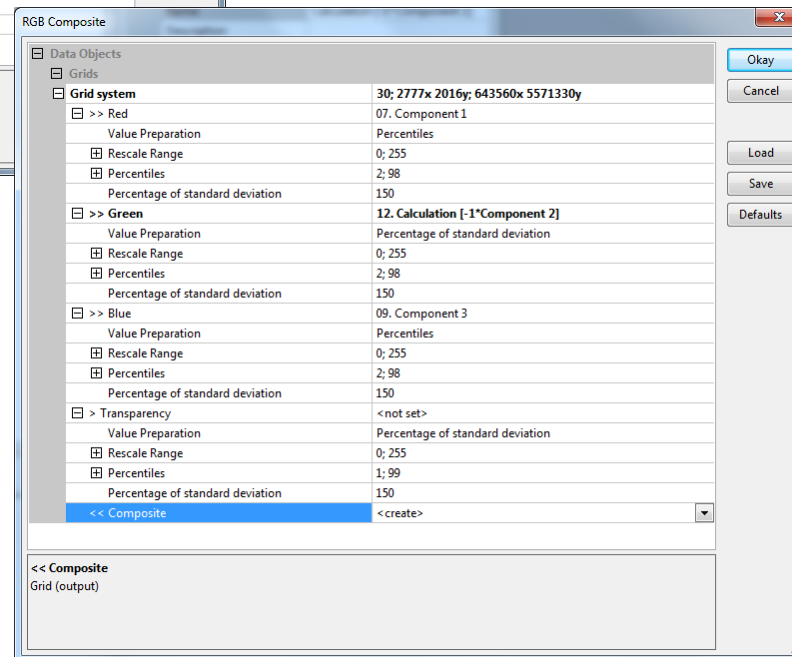 RGB Composite
Data Objects
Grids
Grid system 30; 2777x 2016y; 643560x 5571330y
>> Red 07. Component 1
Value Preparation Percentiles
Rescale Range 0; 255
Percentiles 2; 98
Percentage of standard deviation 150
>> Green 12. Calculation [-1*Component 2]
Value Preparation Percentage of standard deviation
Rescale Range 0; 255
Percentiles 2; 98
Percentage of standard deviation 150
>> Blue 09. Component 3
Value Preparation Percentiles
Rescale Range 0; 255
Percentiles 2; 98
Percentage of standard deviation 150
> Transparency <not set>
Value Preparation Percentage of standard deviation
Rescale Range 0; 255
Percentiles 1; 99
Percentage of standard deviation 150
<< Composite <create>
Okay
Cancel
Load
Save
Defaults
<< Composite
Grid (output)